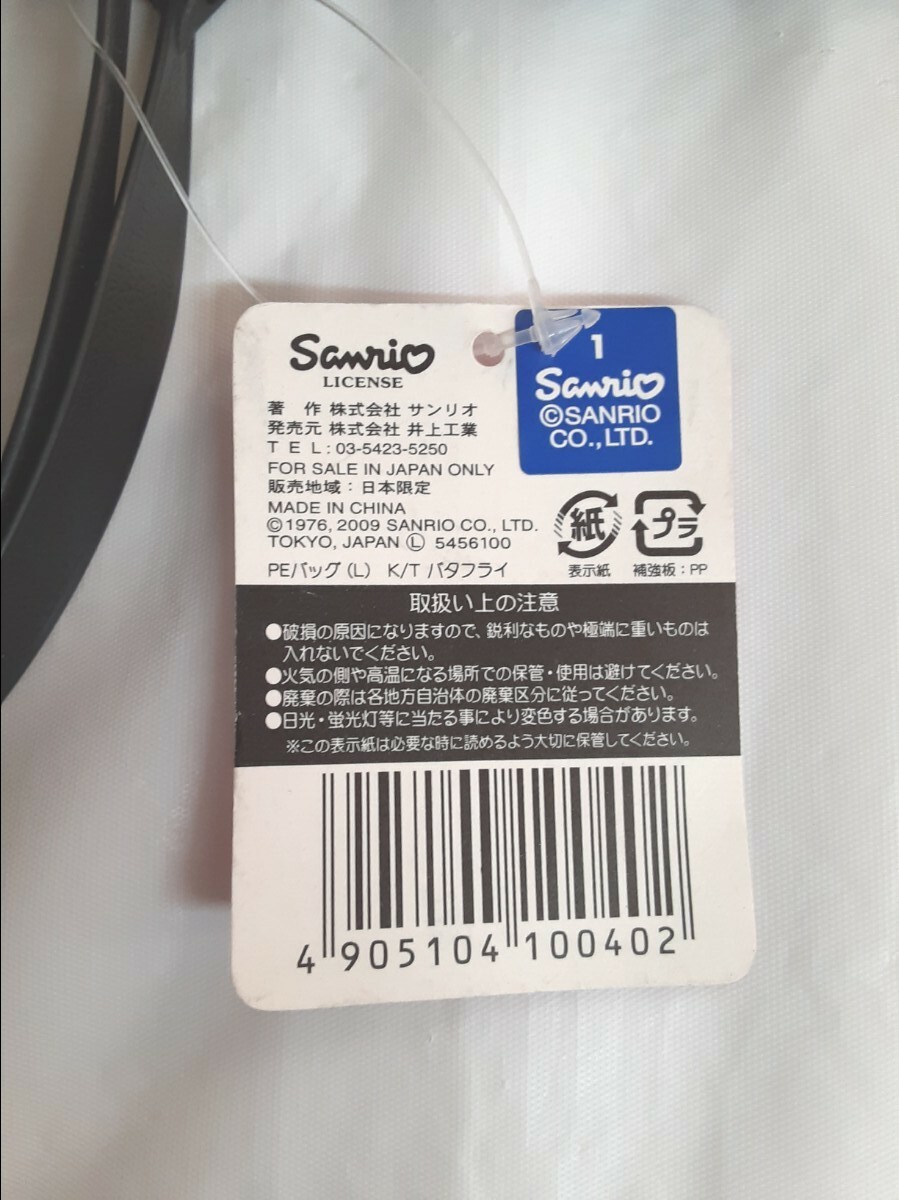 Sanrio
LICENSE
著　作 株式会社 サンリオ
発売元 株式会社 井上工業
T E L : 03-5423-5250
FOR SALE IN JAPAN ONLY
販売地域：日本限定
MADE IN CHINA
©1976, 2009 SANRIO CO., LTD.
TOKYO, JAPAN Ⓛ 5456100
PEバッグ (L)　K/T バタフライ
1
Sanrio
©SANRIO
CO.,LTD.
紙
表示紙
プラ
補強板：PP
取扱い上の注意
●破損の原因になりますので、鋭利なものや極端に重いものは
入れないでください。
●火気の側や高温になる場所での保管・使用は避けてください。
●廃棄の際は各地方自治体の廃棄区分に従ってください。
●日光・蛍光灯等に当たる事により変色する場合があります。
※この表示紙は必要な時に読めるよう大切に保管してください。
4 905104 100402